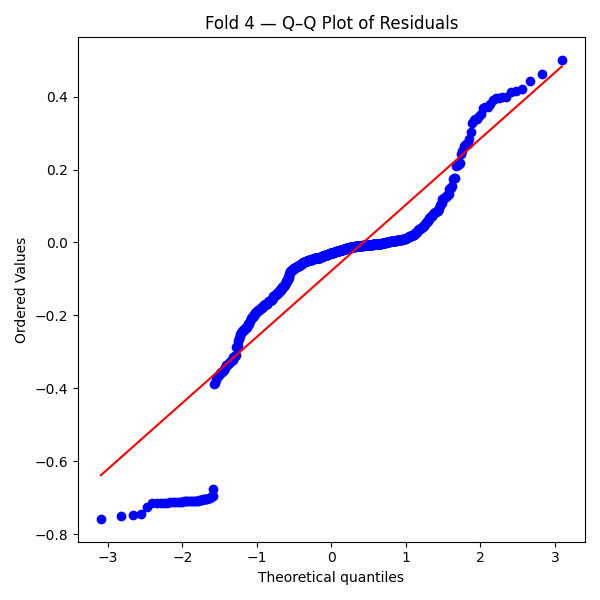 Fold 4 — Q–Q Plot of Residuals
Ordered Values
0.4
0.2
0.0
−0.2
−0.4
−0.6
−0.8
−3 −2 −1 0 1 2 3
Theoretical quantiles